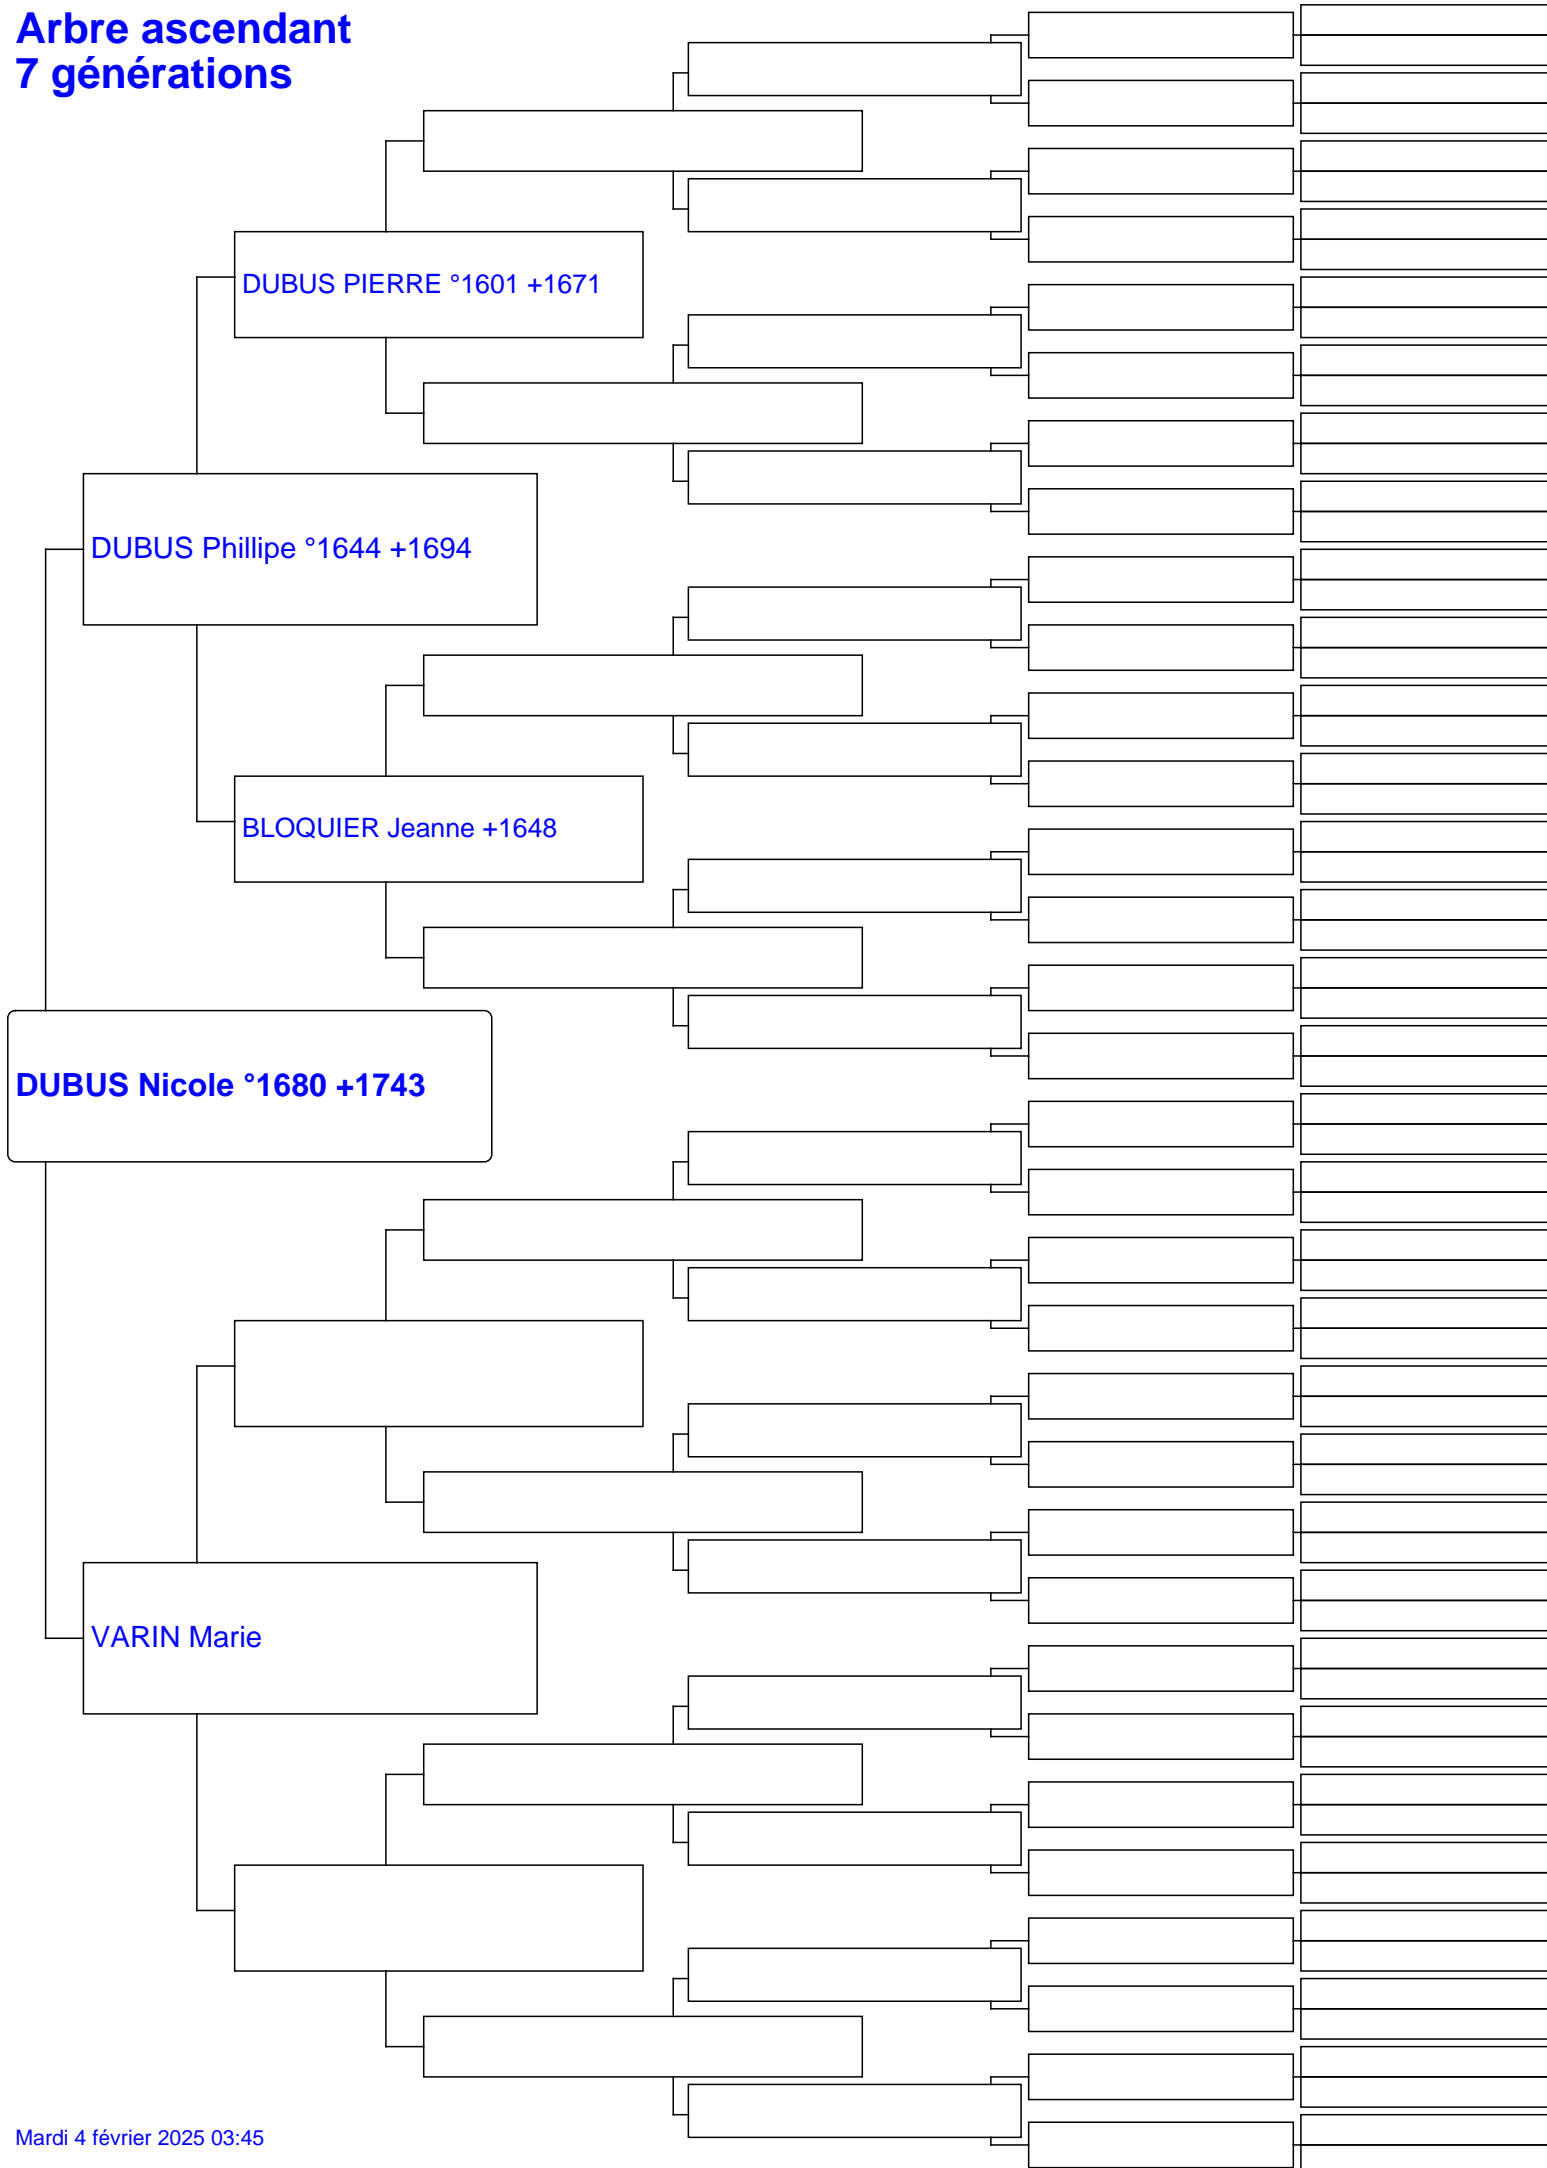 Arbre ascendant
7 générations
DUBUS PIERRE °1601 +1671
DUBUS Phillipe °1644 +1694
BLOQUIER Jeanne +1648
DUBUS Nicole °1680 +1743
VARIN Marie
Mardi 4 février 2025 03:45